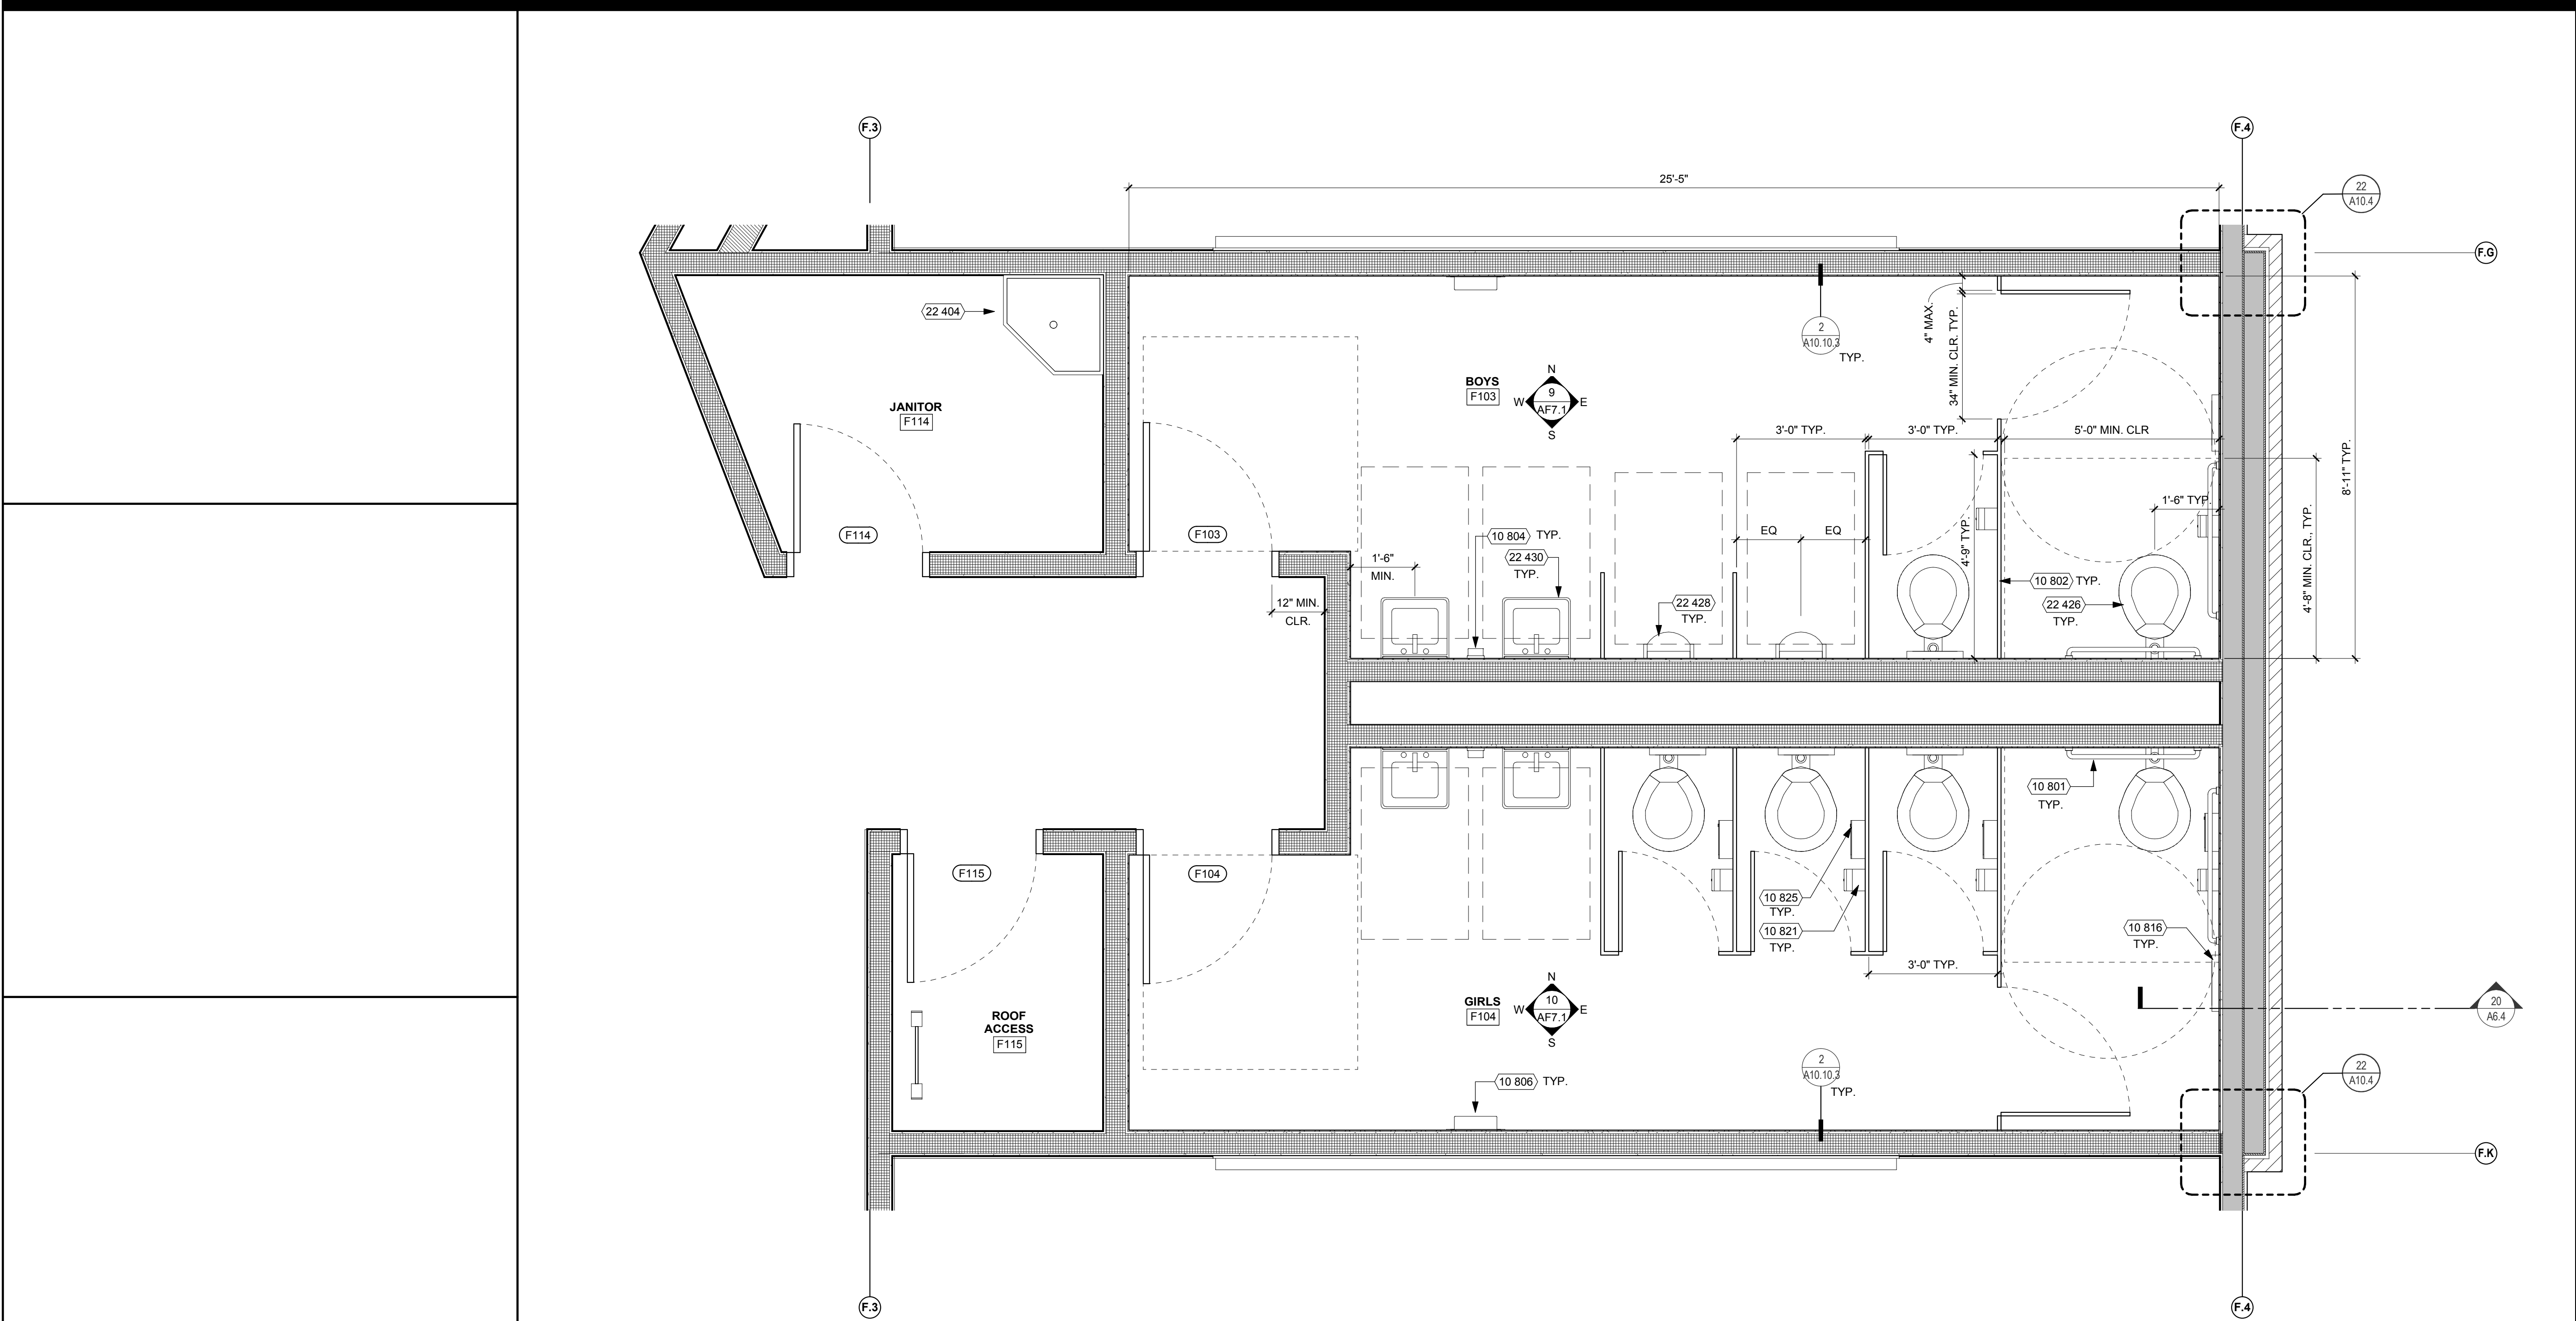 F.3
F.4
25'-5"
22
A10.4
F.G
22 404
4" MAX.
34" MIN. CLR. TYP.
2
A10.10.3
TYP.
BOYS
F103
N
W
9
E
AF7.1
S
JANITOR
F114
3'-0" TYP.
3'-0" TYP.
5'-0" MIN. CLR
8'-11" TYP.
1'-6" TYP.
F114
F103
10 804 TYP.
EQ
EQ
4'-9" TYP.
4'-8" MIN. CLR., TYP.
1'-6"
MIN.
22 430
TYP.
10 802 TYP.
12" MIN.
CLR.
22 428
TYP.
22 426
TYP.
10 801
TYP.
F115
F104
10 825
TYP.
10 821
TYP.
10 816
TYP.
3'-0" TYP.
GIRLS
F104
N
W
10
E
AF7.1
S
20
A6.4
ROOF
ACCESS
F115
2
A10.10.3
TYP.
10 806 TYP.
22
A10.4
F.K
F.3
F.4